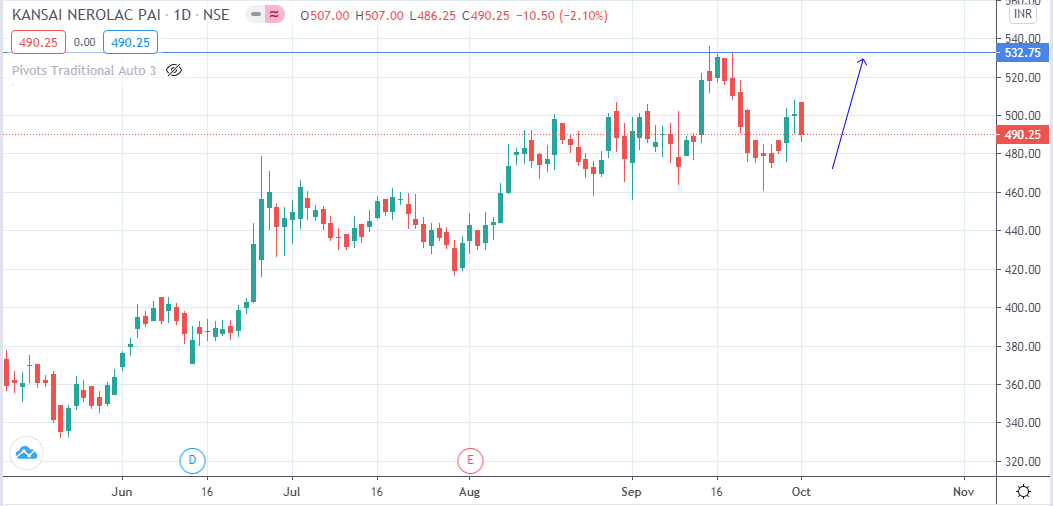 KANSAI NEROLAC PAI · 1D · NSE O507.00 H507.00 L486.25 C490.25 −10.50 (−2.10%)
490.25 0.00 490.25
Pivots Traditional Auto 3
INR
540.00
532.75
520.00
500.00
490.25
480.00
460.00
440.00
420.00
400.00
380.00
360.00
340.00
320.00
D E
Jun 16 Jul 16 Aug Sep 16 Oct Nov